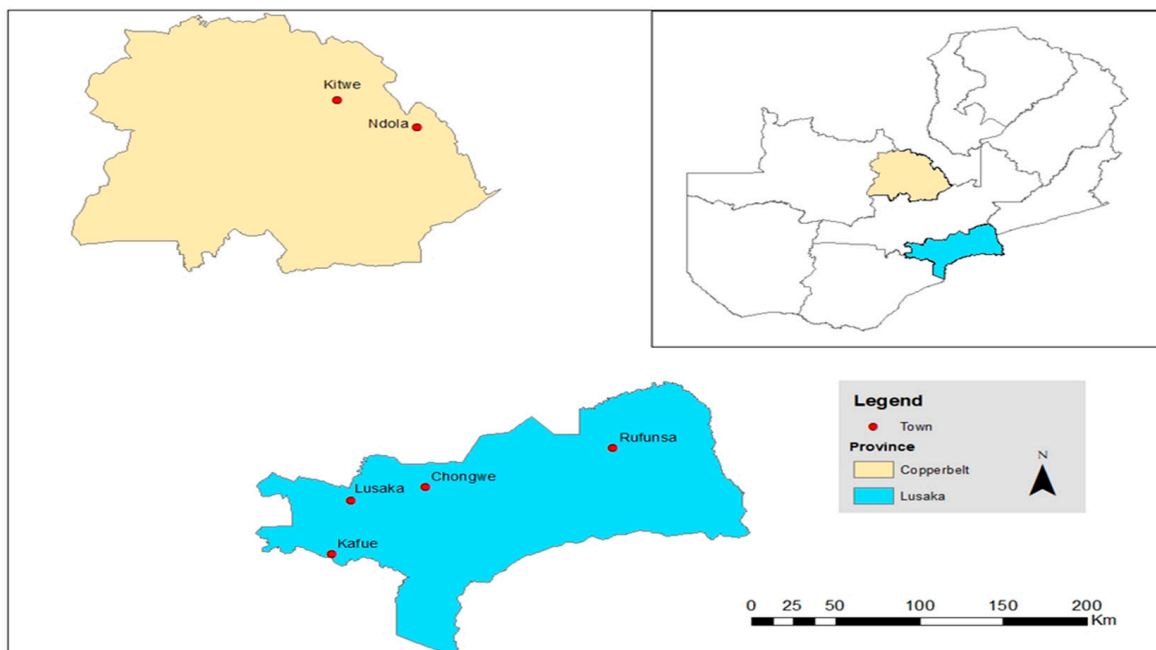 Kitwe
Ndola
Rufunsa
Chongwe
Lusaka
Kafue
Legend
Town
Province
Copperbelt
Lusaka
N
0 25 50 100 150 200
Km